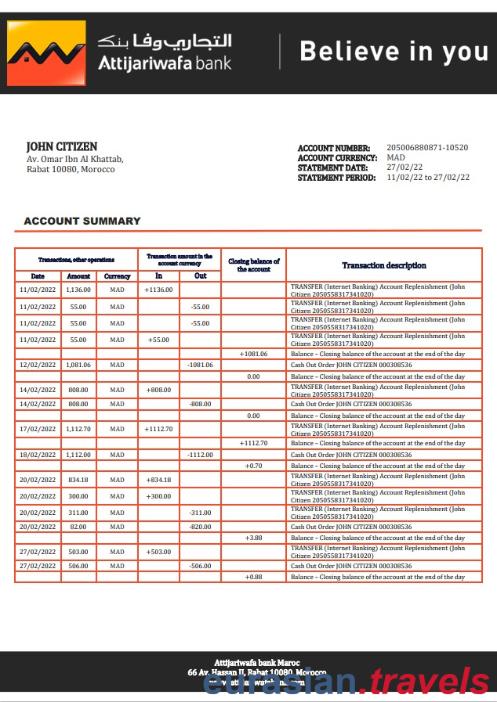 التجاري وفا بنك
Attijariwafa bank
Believe in you
JOHN CITIZEN
Av. Omar Ibn Al Khattab,
Rabat 10080, Morocco
ACCOUNT NUMBER: 205006880871-10520
ACCOUNT CURRENCY: MAD
STATEMENT DATE: 27/02/22
STATEMENT PERIOD: 11/02/22 to 27/02/22
ACCOUNT SUMMARY
Transactions, other operations
Transaction amount in the
account currency
Closing balance of
the account
Transaction description
Date Amount Currency In Out
11/02/2022 1,136.00 MAD +1136.00 TRANSFER (Internet Banking) Account Replenishment (John
Citizen 2050558317341020)
11/02/2022 55.00 MAD -55.00 TRANSFER (Internet Banking) Account Replenishment (John
Citizen 2050558317341020)
11/02/2022 55.00 MAD -55.00 TRANSFER (Internet Banking) Account Replenishment (John
Citizen 2050558317341020)
11/02/2022 55.00 MAD +55.00 TRANSFER (Internet Banking) Account Replenishment (John
Citizen 2050558317341020)
+1081.06 Balance – Closing balance of the account at the end of the day
12/02/2022 1,081.06 MAD -1081.06 Cash Out Order JOHN CITIZEN 000308536
0.00 Balance – Closing balance of the account at the end of the day
14/02/2022 808.00 MAD +808.00 TRANSFER (Internet Banking) Account Replenishment (John
Citizen 2050558317341020)
14/02/2022 808.00 MAD -808.00 Cash Out Order JOHN CITIZEN 000308536
0.00 Balance – Closing balance of the account at the end of the day
17/02/2022 1,112.70 MAD +1112.70 TRANSFER (Internet Banking) Account Replenishment (John
Citizen 2050558317341020)
+1112.70 Balance – Closing balance of the account at the end of the day
18/02/2022 1,112.00 MAD -1112.00 Cash Out Order JOHN CITIZEN 000308536
+0.70 Balance – Closing balance of the account at the end of the day
20/02/2022 834.18 MAD +834.18 TRANSFER (Internet Banking) Account Replenishment (John
Citizen 2050558317341020)
20/02/2022 300.00 MAD +300.00 TRANSFER (Internet Banking) Account Replenishment (John
Citizen 2050558317341020)
20/02/2022 311.00 MAD -311.00 TRANSFER (Internet Banking) Account Replenishment (John
Citizen 2050558317341020)
20/02/2022 82.00 MAD -820.00 Cash Out Order JOHN CITIZEN 000308536
+3.88 Balance – Closing balance of the account at the end of the day
27/02/2022 503.00 MAD +503.00 TRANSFER (Internet Banking) Account Replenishment (John
Citizen 2050558317341020)
27/02/2022 506.00 MAD -506.00 Cash Out Order JOHN CITIZEN 000308536
+0.88 Balance – Closing balance of the account at the end of the day
Attijariwafa bank Maroc
66 Av. Hassan II, Rabat 10080, Morocco
eurasian.travels